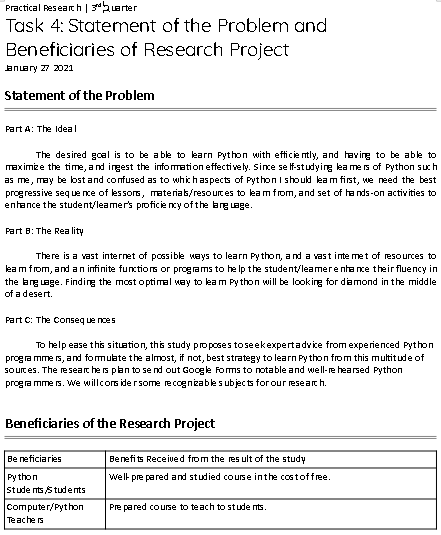 Practical Research | 3rd Quarter
Task 4: Statement of the Problem and
Beneficiaries of Research Project
January 27 2021
Statement of the Problem
Part A: The Ideal
The desired goal is to be able to learn Python with efficiently, and having to be able to
maximize the time, and ingest the information effectively. Since self-studying learners of Python such
as me, may be lost and confused as to which aspects of Python I should learn first, we need the best
progressive sequence of lessons, materials/resources to learn from, and set of hands-on activities to
enhance the student/learner's proficiency of the language.
Part B: The Reality
There is a vast internet of possible ways to learn Python, and a vast internet of resources to
learn from, and an infinite functions or programs to help the student/learner enhance their fluency in
the language. Finding the most optimal way to learn Python will be looking for diamond in the middle
of a desert.
Part C: The Consequences
To help ease this situation, this study proposes to seek expert advice from experienced Python
programmers, and formulate the almost, if not, best strategy to learn Python from this multitude of
sources. The researchers plan to send out Google Forms to notable and well-rehearsed Python
programmers. We will consider some recognizable subjects for our research.
Beneficiaries of the Research Project
Beneficiaries Benefits Received from the result of the study
Python Well-prepared and studied course in the cost of free.
Students/Students
Computer/Python Prepared course to teach to students.
Teachers